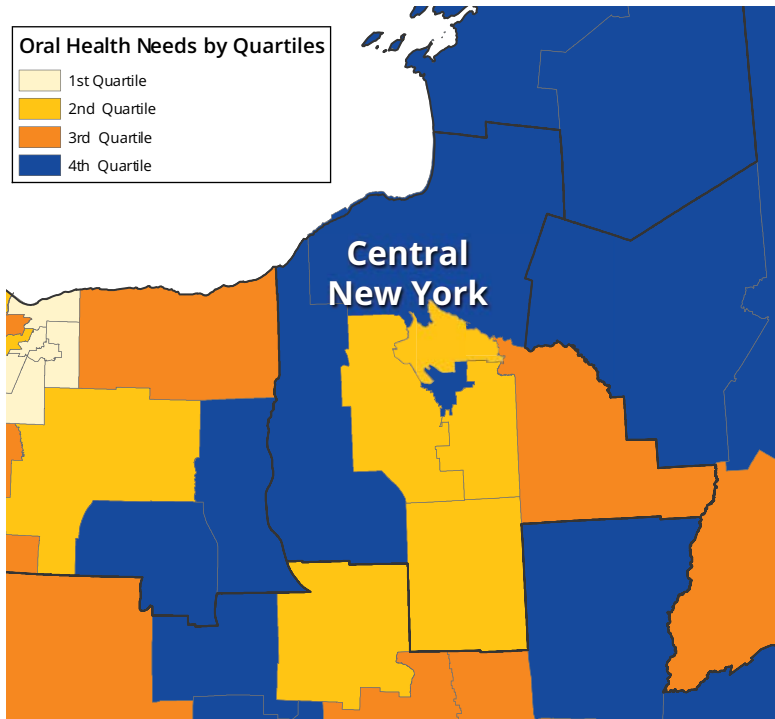 Oral Health Needs by Quartiles
1st Quartile
2nd Quartile
3rd Quartile
4th Quartile
Central
New York